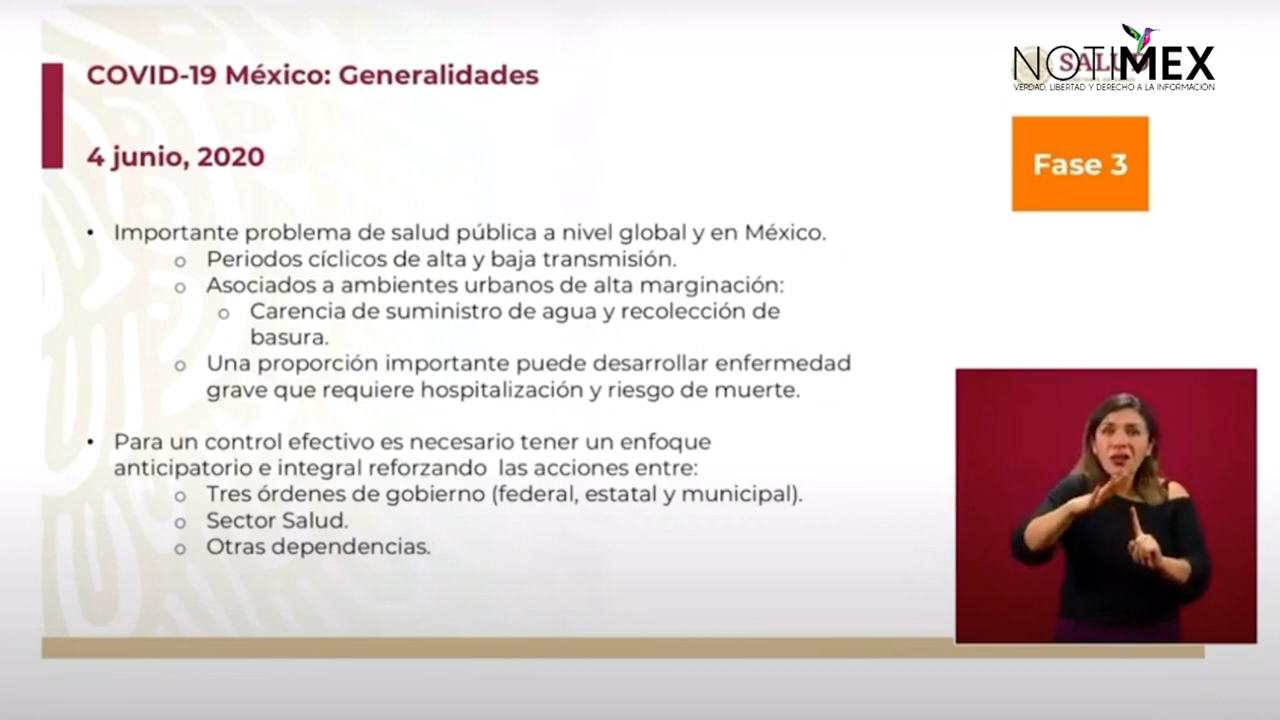 COVID-19 México: Generalidades
4 junio, 2020
NOTIMEX
VERDAD, LIBERTAD Y DERECHO A LA INFORMACIÓN
Fase 3
• Importante problema de salud pública a nivel global y en México.
o Periodos cíclicos de alta y baja transmisión.
o Asociados a ambientes urbanos de alta marginación:
o Carencia de suministro de agua y recolección de
basura.
o Una proporción importante puede desarrollar enfermedad
grave que requiere hospitalización y riesgo de muerte.
• Para un control efectivo es necesario tener un enfoque
anticipatorio e integral reforzando las acciones entre:
o Tres órdenes de gobierno (federal, estatal y municipal).
o Sector Salud.
o Otras dependencias.